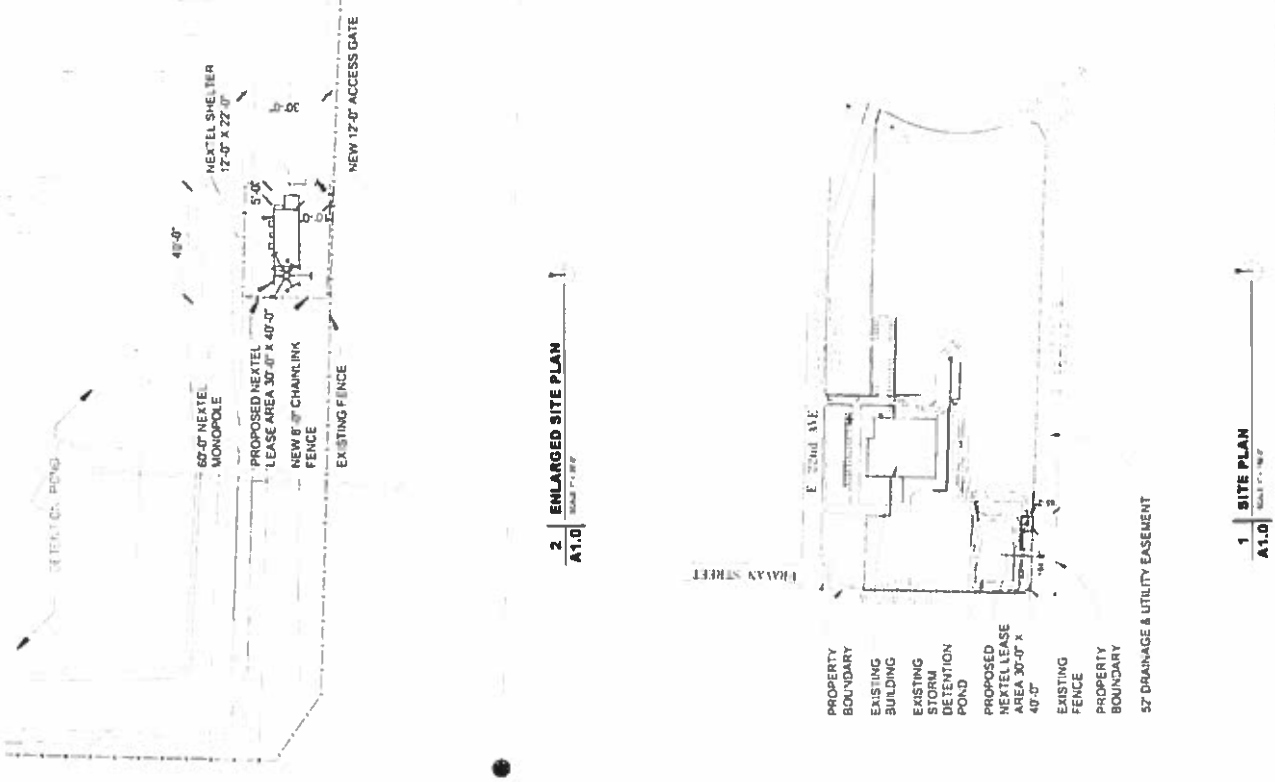 DETENTION POND
NEXTEL SHELTER
12'-0" X 22'-0"
40'-0"
30'-0"
5'-0"
NEW 12'-0" ACCESS GATE
60'-0" NEXTEL
MONOPOLE
PROPOSED NEXTEL
LEASE AREA 30'-0" X 40'-0"
NEW 8'-0" CHAINLINK
FENCE
EXISTING FENCE
2
A1.0
ENLARGED SITE PLAN
E 22nd AVE
STREET
PROPERTY
BOUNDARY
EXISTING
BUILDING
EXISTING
STORM
DETENTION
POND
PROPOSED
NEXTEL LEASE
AREA 30'-0" X
40'-0"
EXISTING
FENCE
PROPERTY
BOUNDARY
52' DRAINAGE & UTILITY EASEMENT
1
A1.0
SITE PLAN